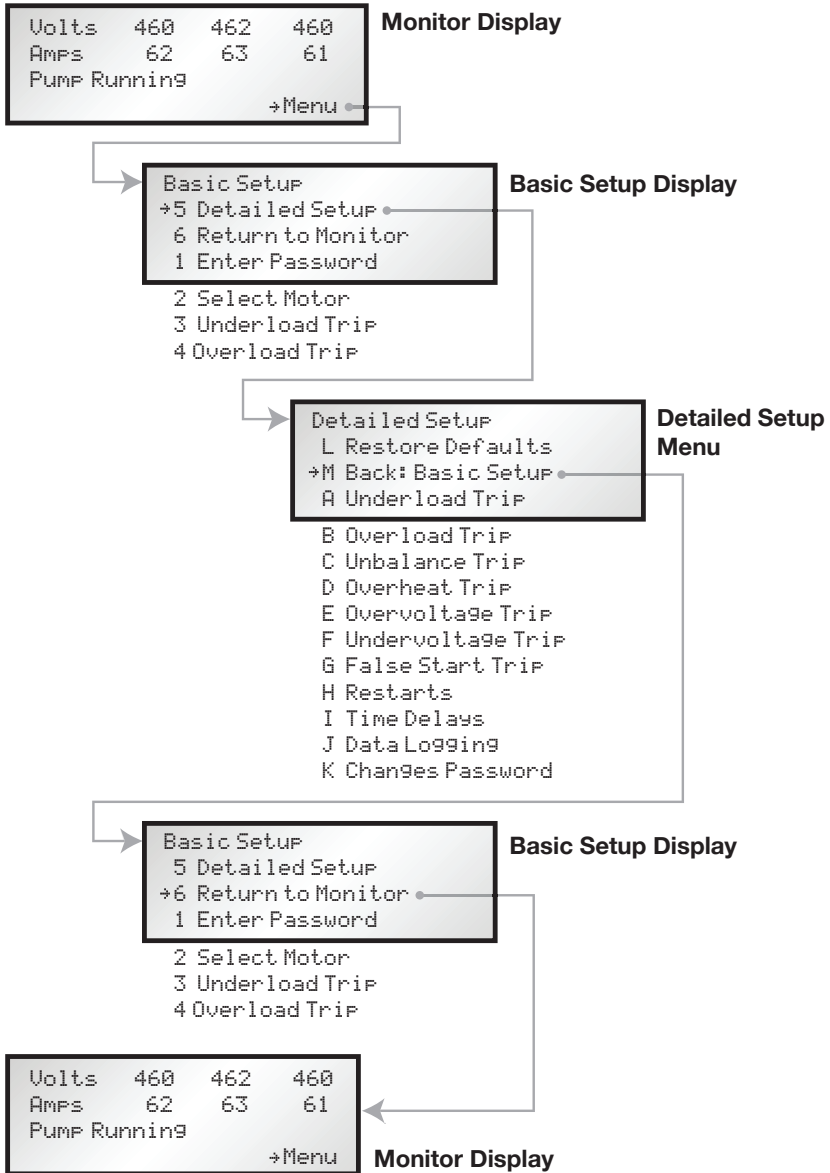 Volts 460 462 460
Amps 62 63 61
Pump Running
→Menu
Monitor Display
Basic Setup
→5 Detailed Setup
6 Return to Monitor
1 Enter Password
Basic Setup Display
2 Select Motor
3 Underload Trip
4 Overload Trip
Detailed Setup
L Restore Defaults
→M Back: Basic Setup
A Underload Trip
Detailed Setup
Menu
B Overload Trip
C Unbalance Trip
D Overheat Trip
E Overvoltage Trip
F Undervoltage Trip
G False Start Trip
H Restarts
I Time Delays
J Data Logging
K Changes Password
Basic Setup
5 Detailed Setup
→6 Return to Monitor
1 Enter Password
Basic Setup Display
2 Select Motor
3 Underload Trip
4 Overload Trip
Volts 460 462 460
Amps 62 63 61
Pump Running
→Menu
Monitor Display